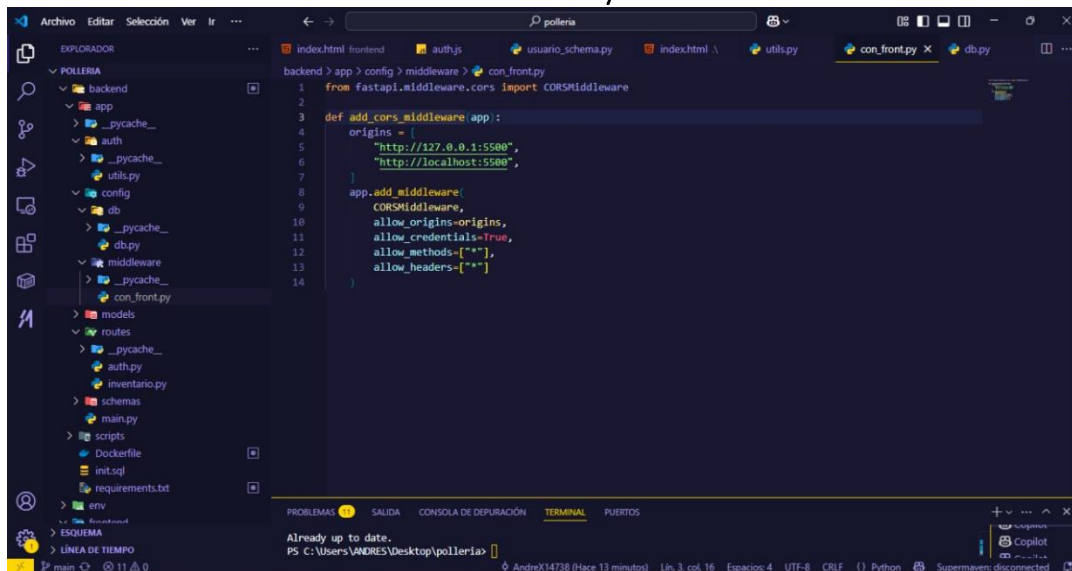 Archivo Editar Selección Ver Ir ...
polleria
EXPLORADOR
POLLERIA
backend
app
__pycache__
auth
__pycache__
utils.py
config
db
__pycache__
db.py
middleware
__pycache__
con_front.py
models
routes
__pycache__
auth.py
inventario.py
schemas
main.py
scripts
Dockerfile
init.sql
requirements.txt
env
frontend
ESQUEMA
LÍNEA DE TIEMPO
index.html frontend auth.js usuario_schema.py index.html .\ utils.py con_front.py db.py
backend > app > config > middleware > con_front.py
1 from fastapi.middleware.cors import CORSMiddleware
2
3 def add_cors_middleware(app):
4 origins = [
5 "http://127.0.0.1:5500",
6 "http://localhost:5500",
7 ]
8 app.add_middleware(
9 CORSMiddleware,
10 allow_origins=origins,
11 allow_credentials=True,
12 allow_methods=["*"],
13 allow_headers=["*"]
14 )
PROBLEMAS 11 SALIDA CONSOLA DE DEPURACIÓN TERMINAL PUERTOS
Already up to date.
PS C:\Users\ANDRES\Desktop\polleria>
Copilot
Copilot
main 11 0 AndreX14738 (Hace 13 minutos) Lín. 3, col. 16 Espacios: 4 UTF-8 CRLF {} Python Supermaven: disconnected